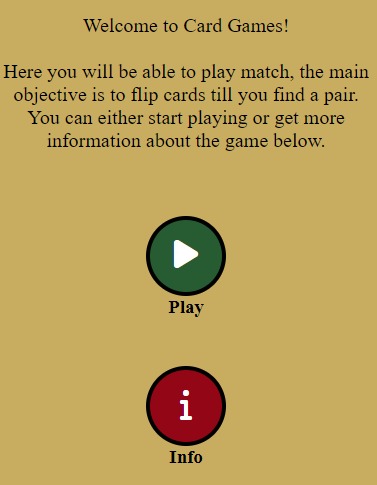 Welcome to Card Games!
Here you will be able to play match, the main
objective is to flip cards till you find a pair.
You can either start playing or get more
information about the game below.
Play
i
Info